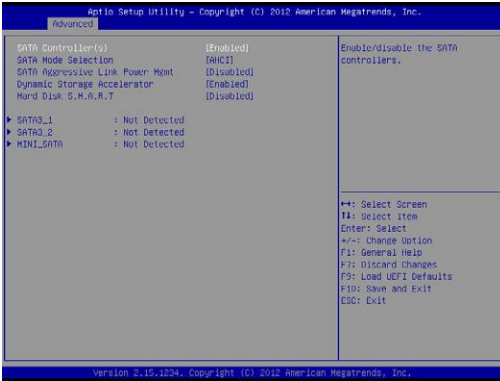 Aptio Setup Utility - Copyright (C) 2012 American Megatrends, Inc.
Advanced
SATA Controller(s) [Enabled]
SATA Mode Selection [AHCI]
SATA Aggressive Link Power Mgmt [Disabled]
Dynamic Storage Accelerator [Enabled]
Hard Disk S.M.A.R.T [Disabled]
SATA3_1 : Not Detected
SATA3_2 : Not Detected
MINI_SATA : Not Detected
Enable/disable the SATA
controllers.
↔: Select Screen
↑↓: Select Item
Enter: Select
+/-: Change Option
F1: General Help
F7: Discard Changes
F9: Load UEFI Defaults
F10: Save and Exit
ESC: Exit
Version 2.15.1234. Copyright (C) 2012 American Megatrends, Inc.